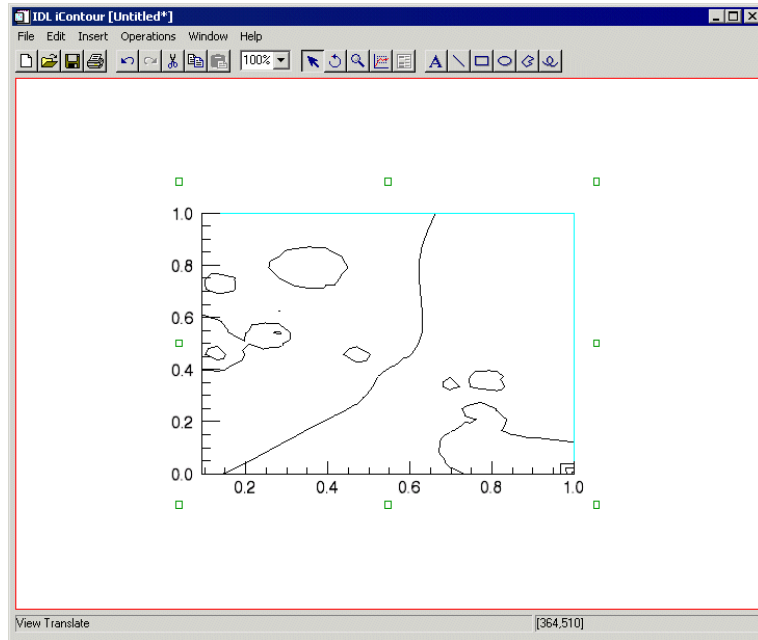 IDL iContour [Untitled*]
File Edit Insert Operations Window Help
100% A
1.0
0.8
0.6
0.4
0.2
0.0
0.2 0.4 0.6 0.8 1.0
View Translate [364,510]